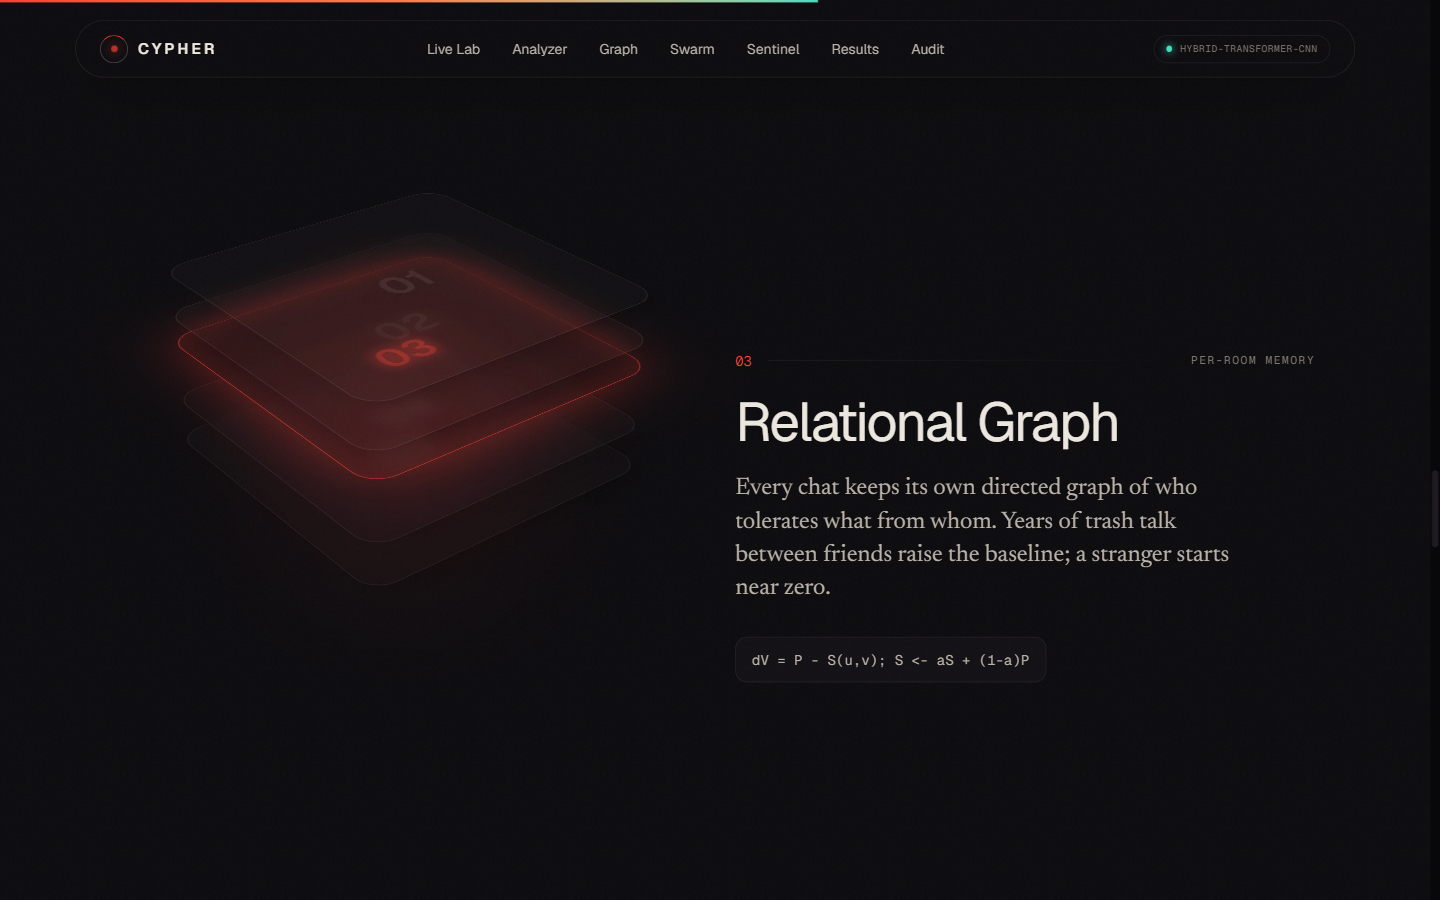 CYPHER
Live Lab
Analyzer
Graph
Swarm
Sentinel
Results
Audit
HYBRID-TRANSFORMER-CNN
01
02
03
03
PER-ROOM MEMORY
Relational Graph
Every chat keeps its own directed graph of who
tolerates what from whom. Years of trash talk
between friends raise the baseline; a stranger starts
near zero.
dV = P - S(u,v); S <- aS + (1-a)P